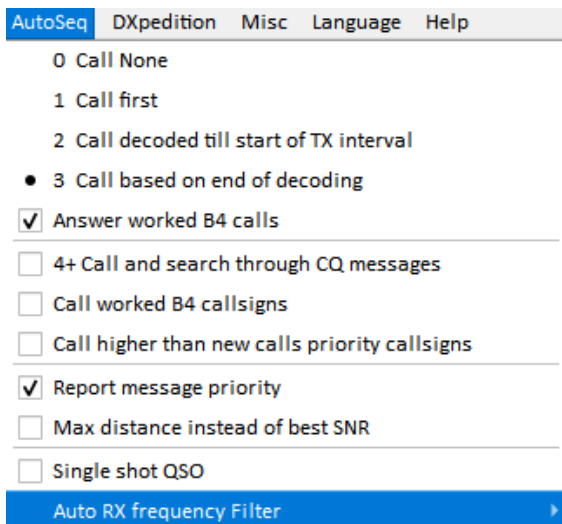 AutoSeq DXpedition Misc Language Help
0 Call None
1 Call first
2 Call decoded till start of TX interval
3 Call based on end of decoding
Answer worked B4 calls
4+ Call and search through CQ messages
Call worked B4 callsigns
Call higher than new calls priority callsigns
Report message priority
Max distance instead of best SNR
Single shot QSO
Auto RX frequency Filter